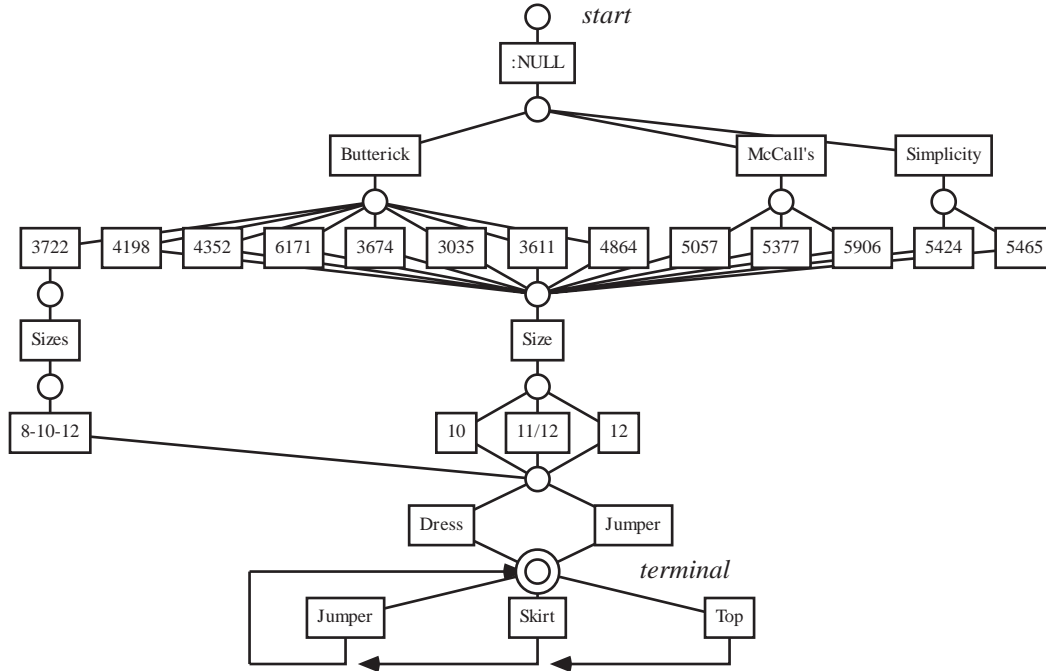 start
:NULL
Butterick McCall's Simplicity
3722 4198 4352 6171 3674 3035 3611 4864 5057 5377 5906 5424 5465
Sizes Size
8-10-12 10 11/12 12
Dress Jumper
terminal
Jumper Skirt Top